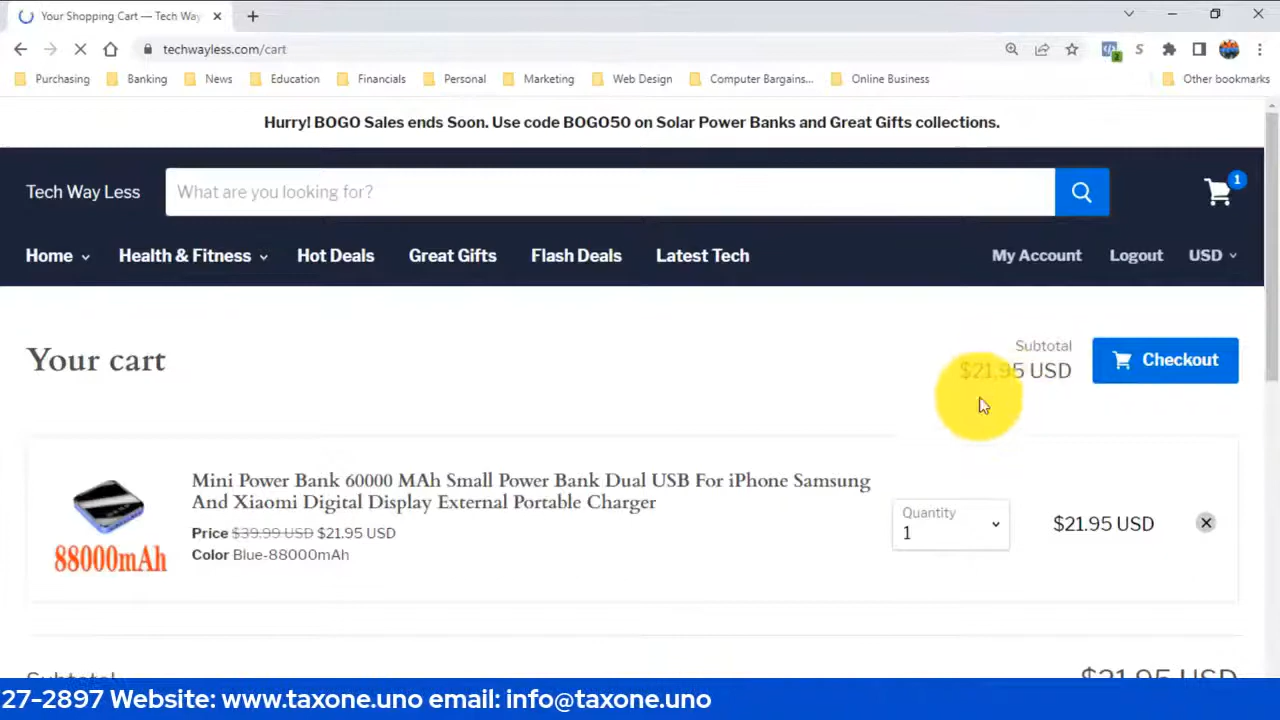 Your Shopping Cart — Tech Way
techwayless.com/cart
Purchasing Banking News Education Financials Personal Marketing Web Design Computer Bargains... Online Business Other bookmarks
Hurry! BOGO Sales ends Soon. Use code BOGO50 on Solar Power Banks and Great Gifts collections.
Tech Way Less What are you looking for? 1
Home Health & Fitness Hot Deals Great Gifts Flash Deals Latest Tech My Account Logout USD
Subtotal
Your cart $21.95 USD Checkout
Mini Power Bank 60000 MAh Small Power Bank Dual USB For iPhone Samsung
And Xiaomi Digital Display External Portable Charger
Price $39.99 USD $21.95 USD
Color Blue-88000mAh
88000mAh
Quantity
1
$21.95 USD
Subtotal $21.95 USD
27-2897 Website: www.taxone.uno email: info@taxone.uno